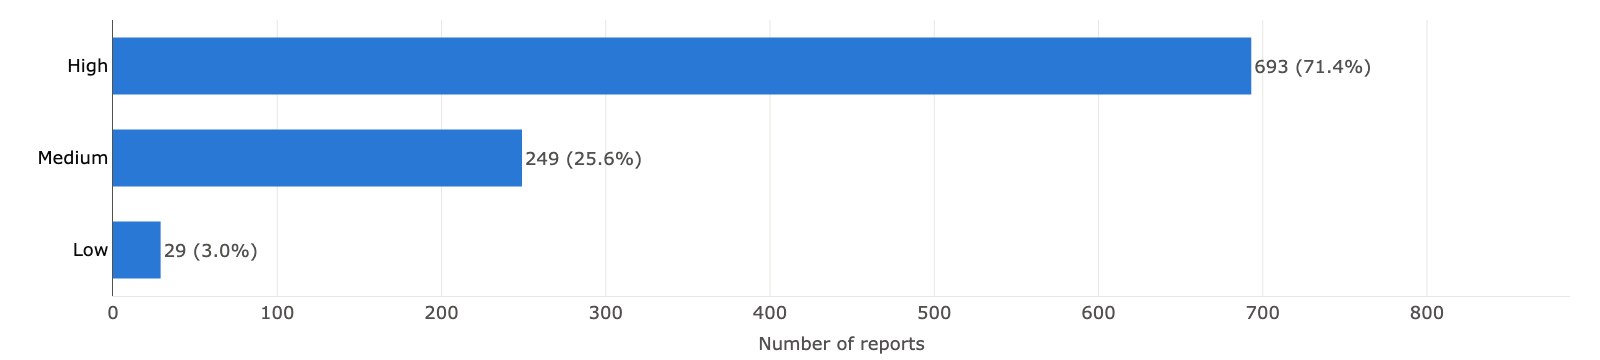 High
693 (71.4%)
Medium
249 (25.6%)
Low
29 (3.0%)
0 100 200 300 400 500 600 700 800
Number of reports